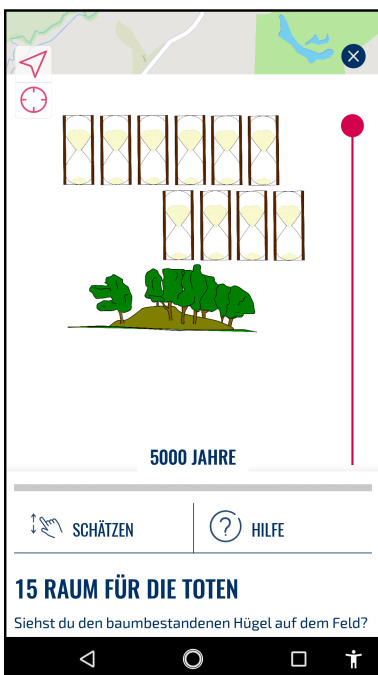 5000 JAHRE
SCHÄTZEN
HILFE
15 RAUM FÜR DIE TOTEN
Siehst du den baumbestandenen Hügel auf dem Feld?